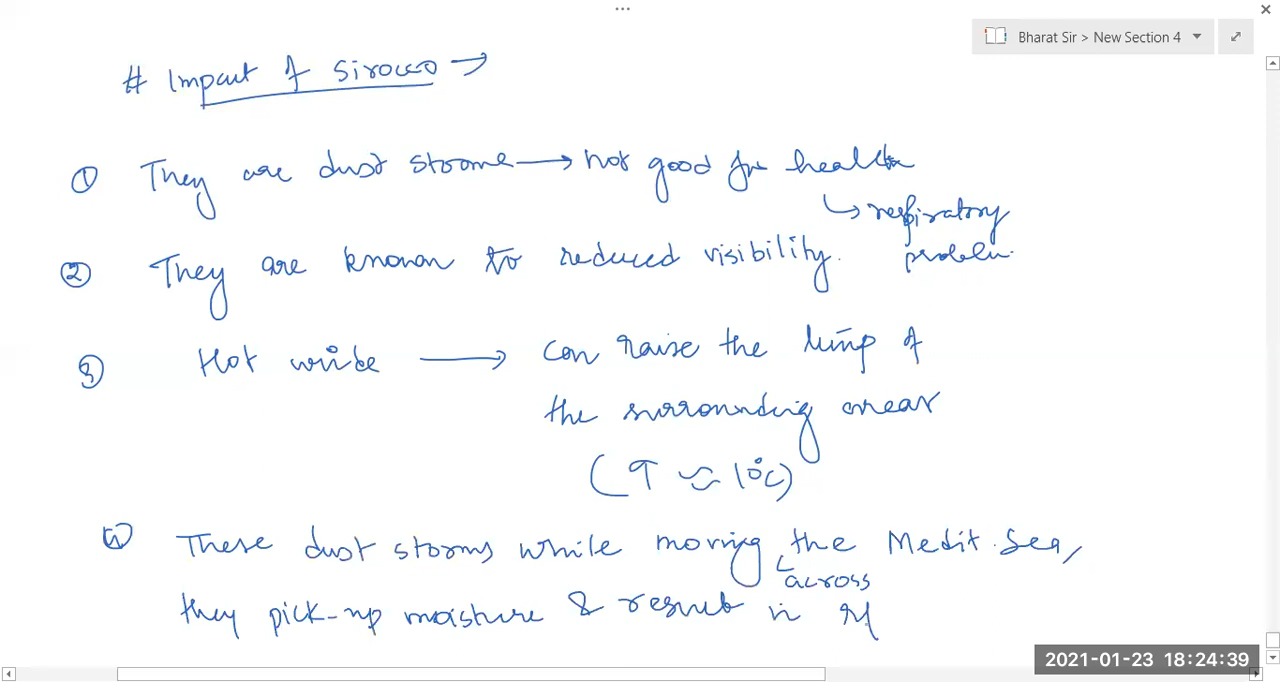 ...
Bharat Sir > New Section 4
# Impact of Sirocco →
① They are dust storms → not good for health
↳ respiratory
problem.
② They are known to reduced visibility.
③ Hot winds → can raise the temp of
the surrounding areas
(T ≈ 10°C)
④ These dust storms while moving the Medit. Sea,
across
they pick-up moisture & result in
2021-01-23 18:24:39